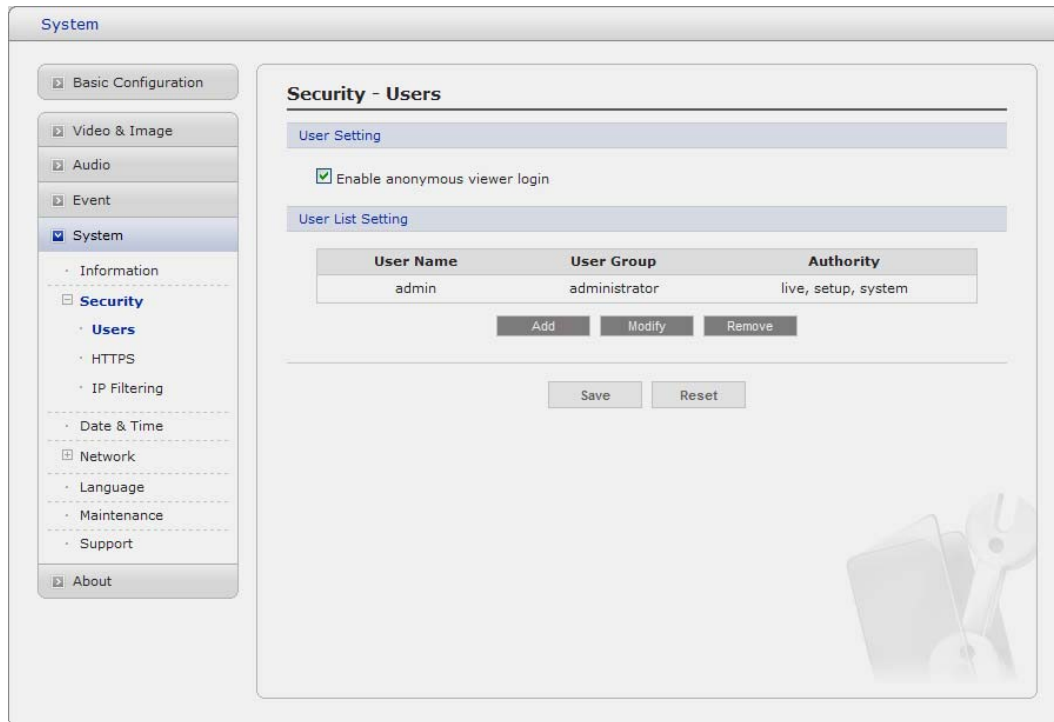 System
Basic Configuration
Video & Image
Audio
Event
System
Information
Security
Users
HTTPS
IP Filtering
Date & Time
Network
Language
Maintenance
Support
About
Security - Users
User Setting
Enable anonymous viewer login
User List Setting
User Name User Group Authority
admin administrator live, setup, system
Add Modify Remove
Save Reset